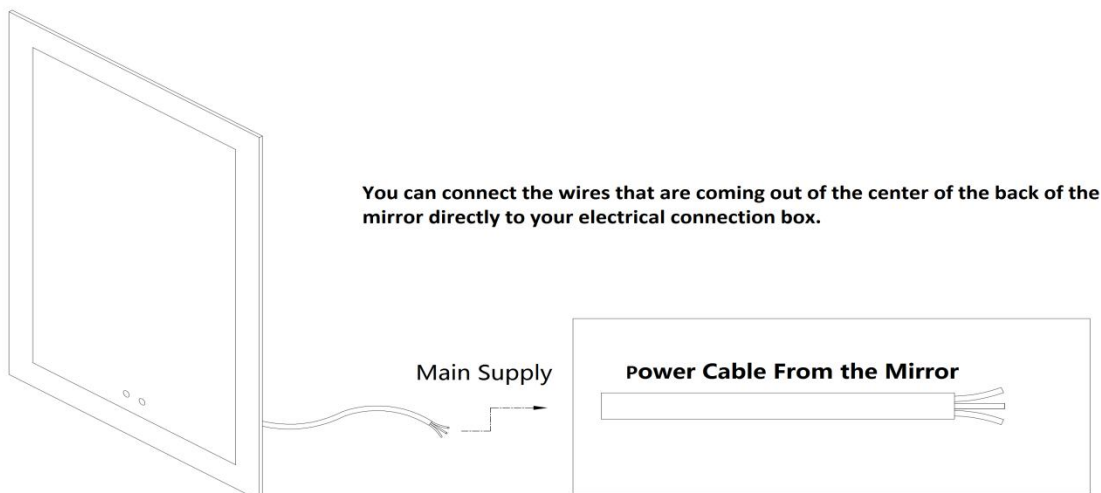 You can connect the wires that are coming out of the center of the back of the
mirror directly to your electrical connection box.
Main Supply
Power Cable From the Mirror